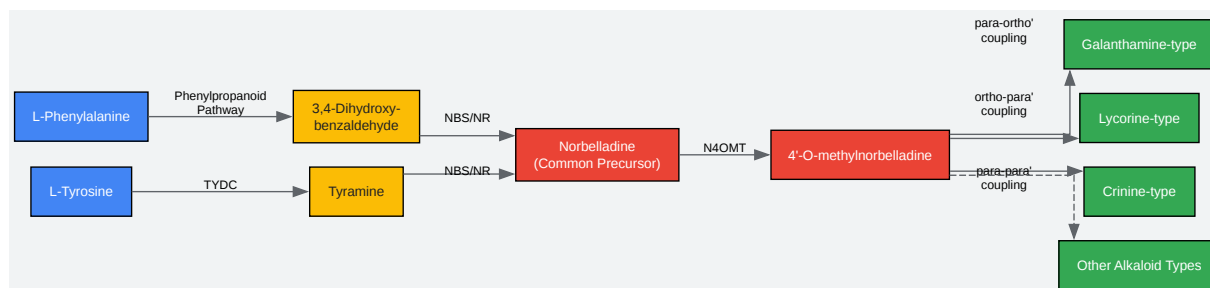 para-ortho'
coupling
Galanthamine-type
L-Phenylalanine
Phenylpropanoid
Pathway
3,4-Dihydroxy-
benzaldehyde
NBS/NR
ortho-para'
coupling
Lycorine-type
Norbelladine
(Common Precursor)
N4OMT
4'-O-methylnorbelladine
L-Tyrosine
TYDC
Tyramine
NBS/NR
para-para'
coupling
Crinine-type
Other Alkaloid Types